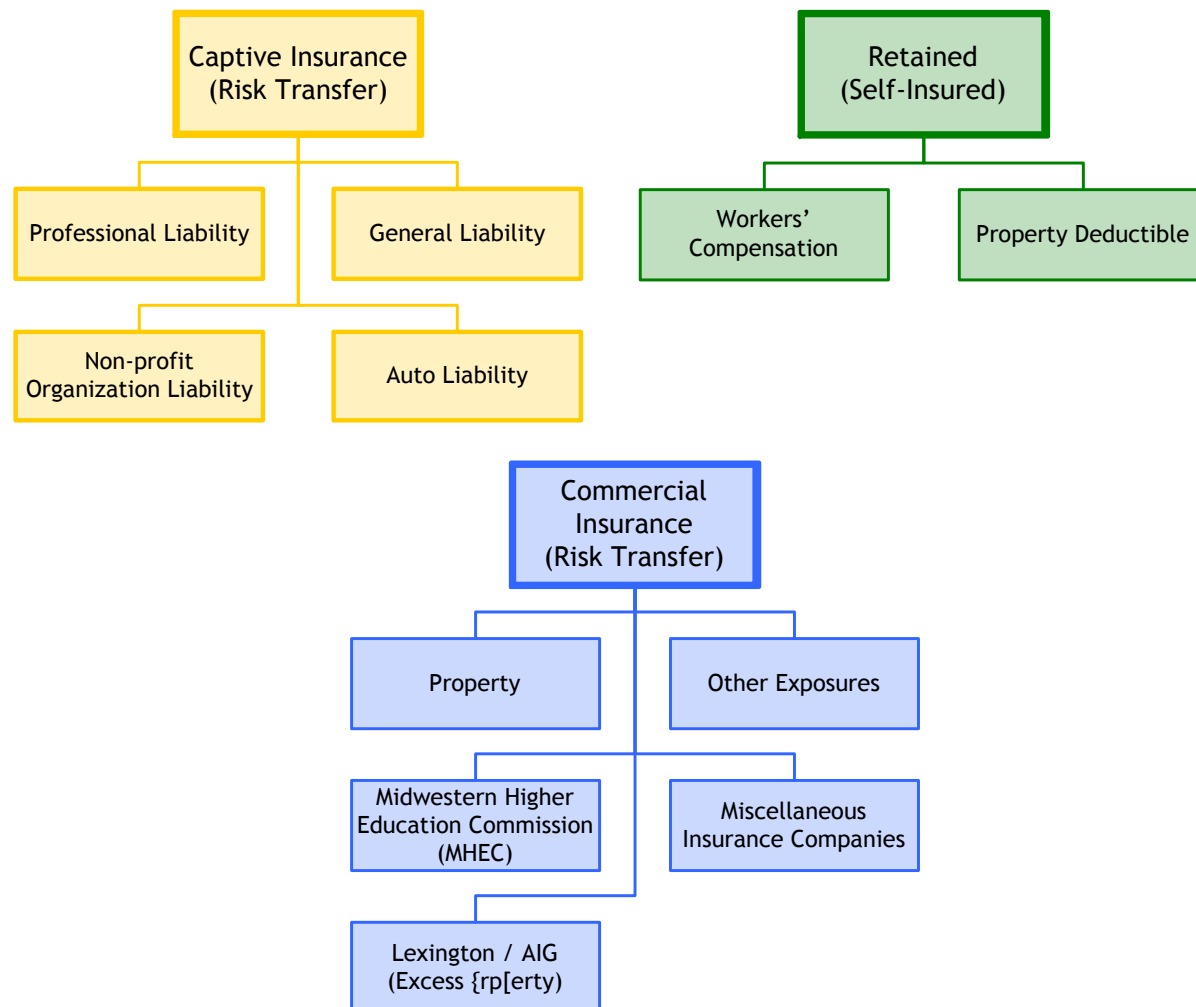 Captive Insurance
(Risk Transfer)
Retained
(Self-Insured)
Professional Liability
General Liability
Workers’
Compensation
Property Deductible
Non-profit
Organization Liability
Auto Liability
Commercial
Insurance
(Risk Transfer)
Property
Other Exposures
Midwestern Higher
Education Commission
(MHEC)
Miscellaneous
Insurance Companies
Lexington / AIG
(Excess {rp[erty)